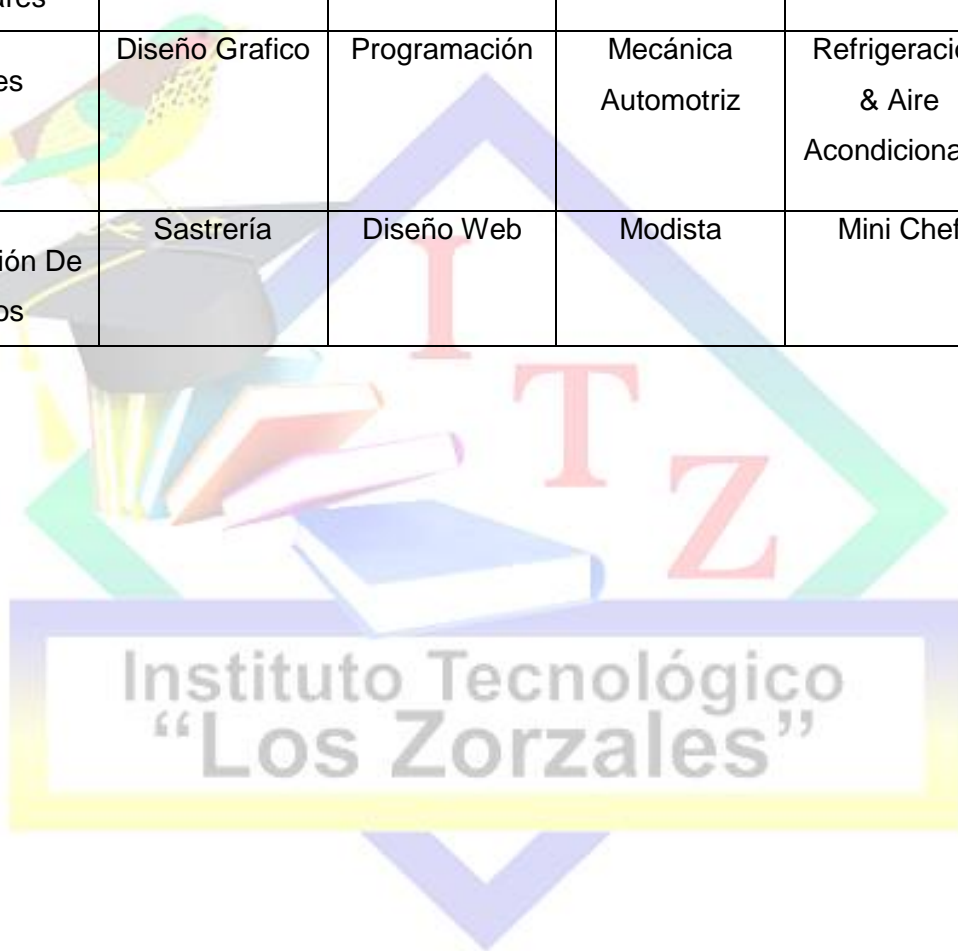 ares
es
Diseño Grafico
Programación
Mecánica
Automotriz
Refrigeració
& Aire
Acondiciona
ión De
os
Sastrería
Diseño Web
Modista
Mini Chef
I
T
Z
Instituto Tecnológico
“Los Zorzales”